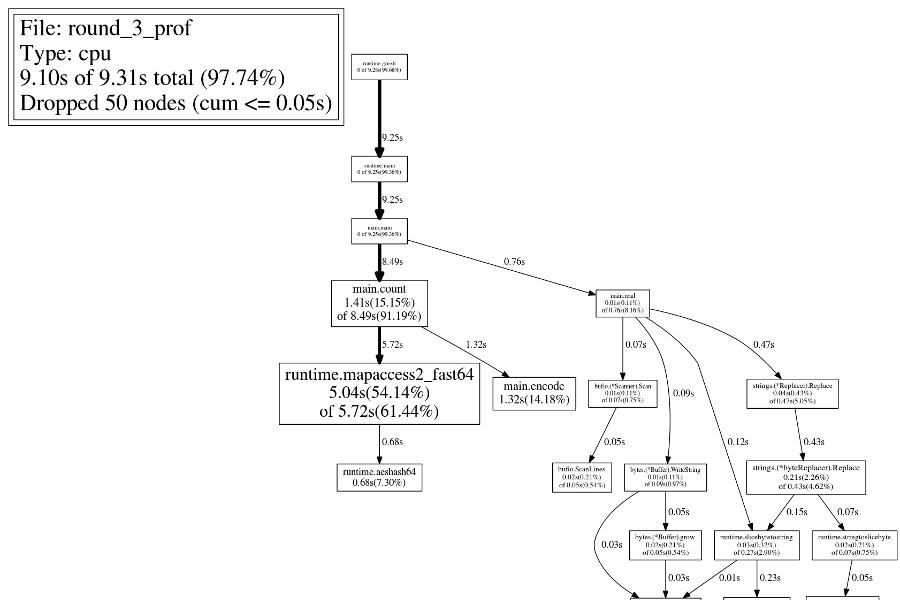 File: round_3_prof
Type: cpu
9.10s of 9.31s total (97.74%)
Dropped 50 nodes (cum <= 0.05s)
runtime.goexit
0 of 9.28s(99.68%)
9.25s
runtime.main
0 of 9.25s(99.36%)
9.25s
main.main
0 of 9.25s(99.36%)
8.49s
0.76s
main.count
1.41s(15.15%)
of 8.49s(91.19%)
main.read
0.01s(0.11%)
of 0.76s(8.16%)
5.72s
1.32s
0.07s
0.09s
0.12s
0.47s
runtime.mapaccess2_fast64
5.04s(54.14%)
of 5.72s(61.44%)
main.encode
1.32s(14.18%)
bufio.(*Scanner).Scan
0.01s(0.11%)
of 0.07s(0.75%)
strings.(*Replacer).Replace
0.04s(0.43%)
of 0.47s(5.05%)
0.68s
0.05s
0.43s
runtime.aeshash64
0.68s(7.30%)
bufio.ScanLines
0.02s(0.21%)
of 0.05s(0.54%)
bytes.(*Buffer).WriteString
0.01s(0.11%)
of 0.09s(0.97%)
strings.(*byteReplacer).Replace
0.21s(2.26%)
of 0.43s(4.62%)
0.03s
0.05s
0.15s
0.07s
bytes.(*Buffer).grow
0.02s(0.21%)
of 0.05s(0.54%)
runtime.slicebytetostring
0.03s(0.32%)
of 0.27s(2.90%)
runtime.stringtoslicebyte
0.02s(0.21%)
of 0.07s(0.75%)
0.03s
0.01s
0.23s
0.05s